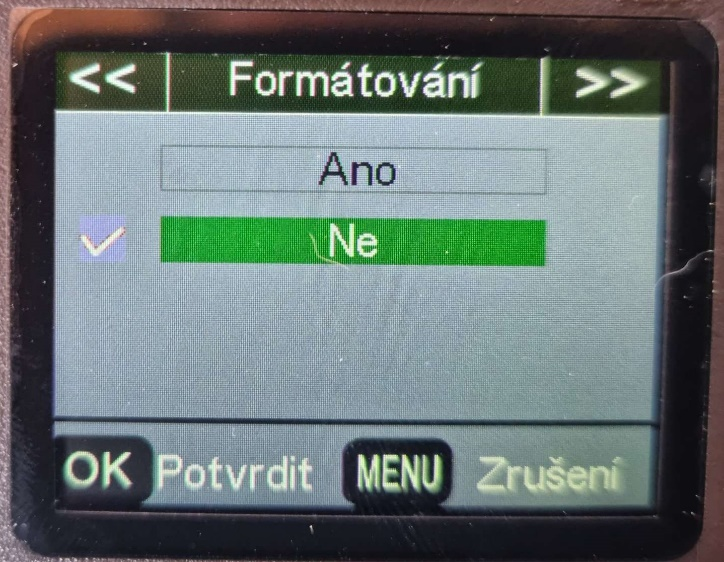 << Formátování >>
Ano
Ne
OK Potvrdit MENU Zrušení